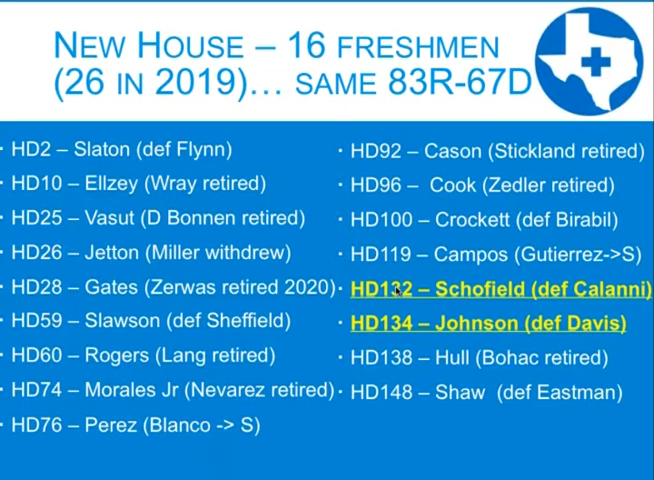 NEW HOUSE – 16 FRESHMEN
(26 IN 2019)... SAME 83R-67D
· HD2 – Slaton (def Flynn)
· HD10 – Ellzey (Wray retired)
· HD25 – Vasut (D Bonnen retired)
· HD26 – Jetton (Miller withdrew)
· HD28 – Gates (Zerwas retired 2020)
· HD59 – Slawson (def Sheffield)
· HD60 – Rogers (Lang retired)
· HD74 – Morales Jr (Nevarez retired)
· HD76 – Perez (Blanco -> S)
· HD92 – Cason (Stickland retired)
· HD96 – Cook (Zedler retired)
· HD100 – Crockett (def Birabil)
· HD119 – Campos (Gutierrez->S)
· HD132 – Schofield (def Calanni)
· HD134 – Johnson (def Davis)
· HD138 – Hull (Bohac retired)
· HD148 – Shaw (def Eastman)